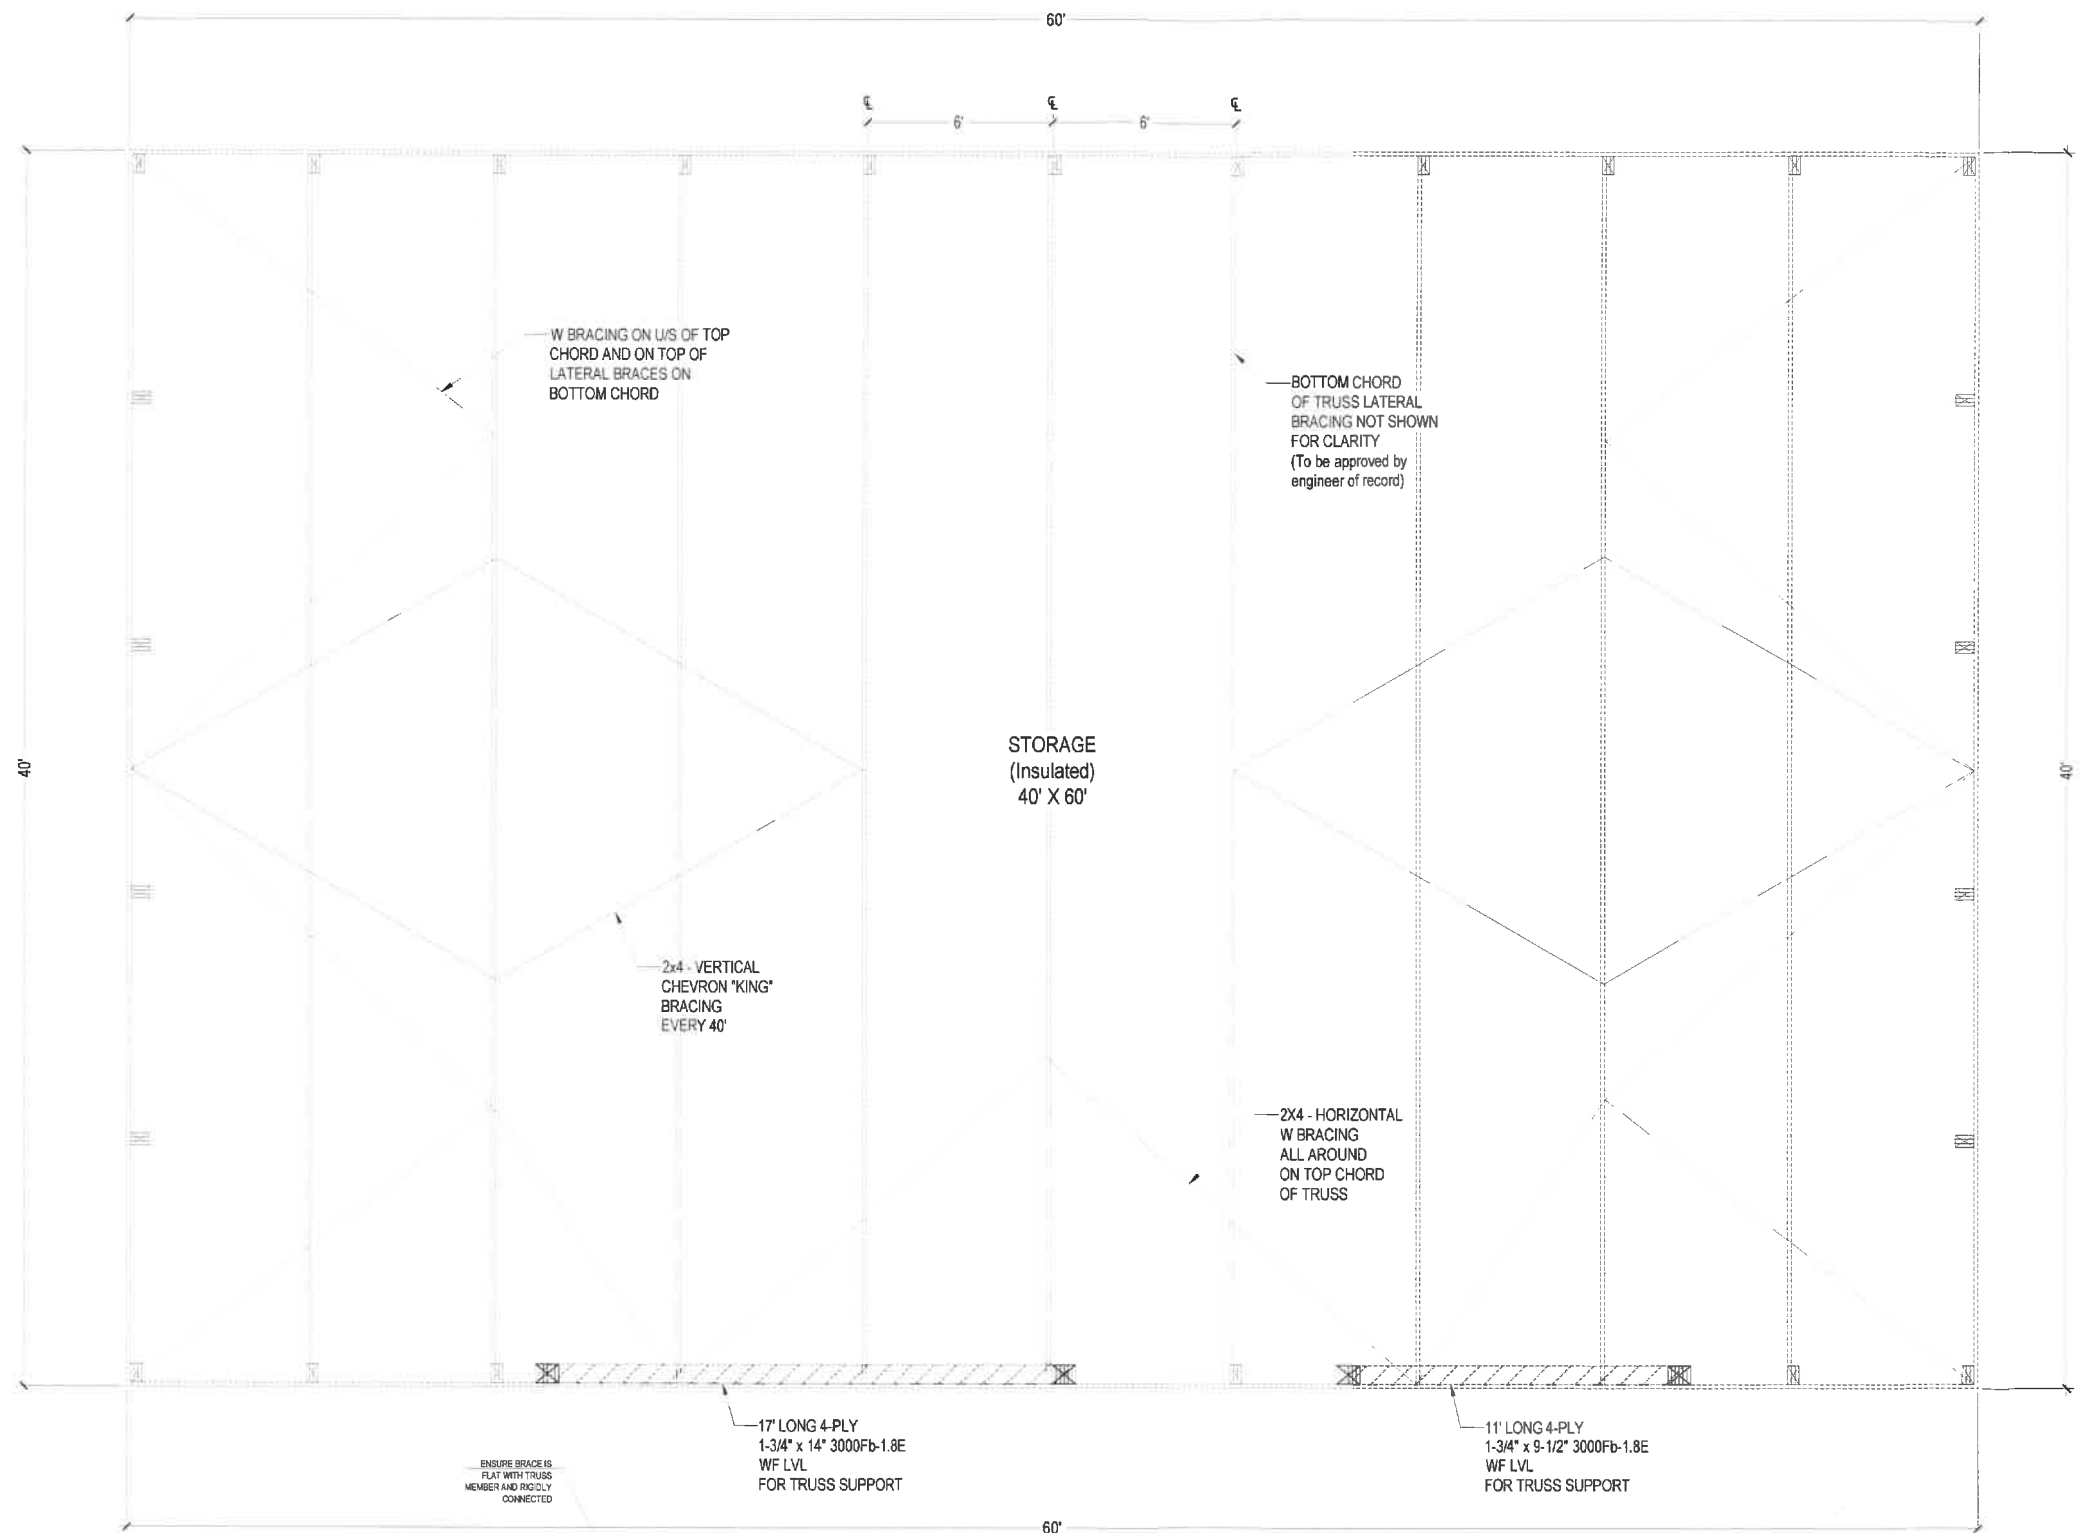 60'
℄ ℄ ℄
6' 6'
W BRACING ON U/S OF TOP
CHORD AND ON TOP OF
LATERAL BRACES ON
BOTTOM CHORD
BOTTOM CHORD
OF TRUSS LATERAL
BRACING NOT SHOWN
FOR CLARITY
(To be approved by
engineer of record)
STORAGE
(Insulated)
40' X 60'
40'
40'
2x4 - VERTICAL
CHEVRON "KING"
BRACING
EVERY 40'
2X4 - HORIZONTAL
W BRACING
ALL AROUND
ON TOP CHORD
OF TRUSS
17' LONG 4-PLY
1-3/4" x 14" 3000Fb-1.8E
WF LVL
FOR TRUSS SUPPORT
11' LONG 4-PLY
1-3/4" x 9-1/2" 3000Fb-1.8E
WF LVL
FOR TRUSS SUPPORT
ENSURE BRACE IS
FLAT WITH TRUSS
MEMBER AND RIGIDLY
CONNECTED
60'